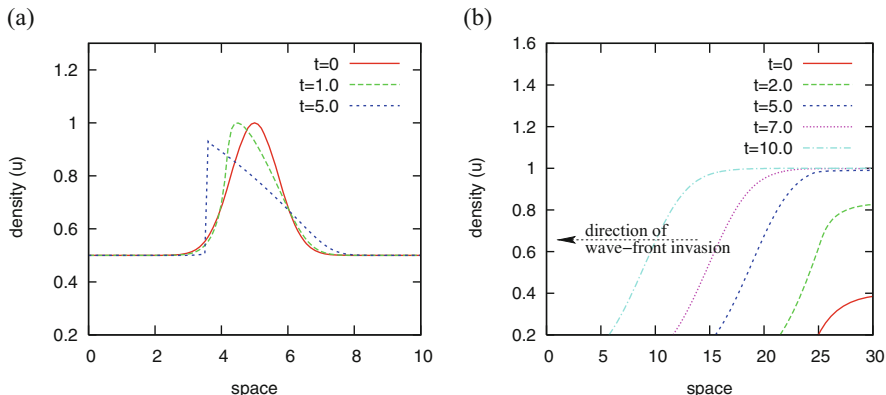 (a)
density (u)
1.2
1
0.8
0.6
0.4
0.2
0
2
4
6
8
10
space
t=0
t=1.0
t=5.0
(b)
density (u)
1.6
1.4
1.2
1
0.8
0.6
0.4
0.2
0
5
10
15
20
25
30
space
t=0
t=2.0
t=5.0
t=7.0
t=10.0
direction of
wave-front invasion